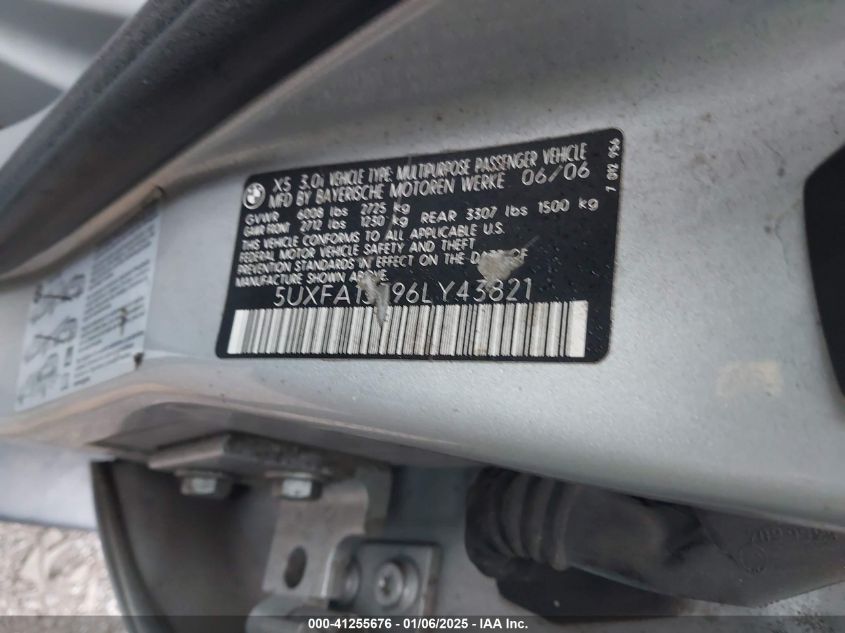 X5 3.0i VEHICLE TYPE: MULTIPURPOSE PASSENGER VEHICLE
MFD BY BAYERISCHE MOTOREN WERKE 06/06
GVWR 6008 lbs 2725 kg
GAWR FRONT 2712 lbs 1230 kg REAR 3307 lbs 1500 kg
THIS VEHICLE CONFORMS TO ALL APPLICABLE U.S.
FEDERAL MOTOR VEHICLE SAFETY AND THEFT
PREVENTION STANDARDS IN EFFECT ON THE DATE OF
MANUFACTURE SHOWN ABOVE
7 092 956
000-41255676 - 01/06/2025 - IAA Inc.